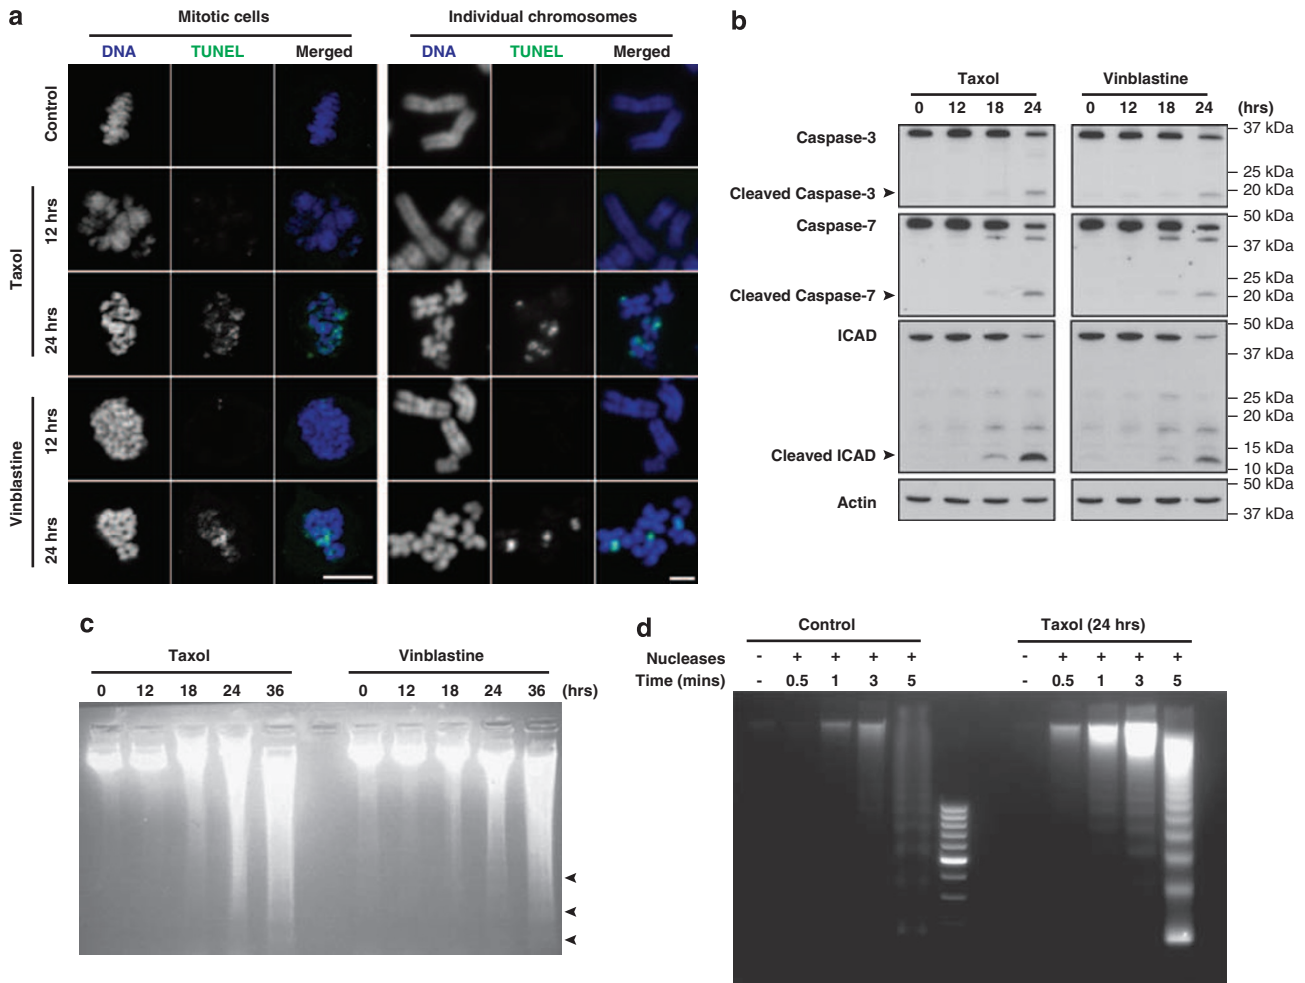 a
Mitotic cells
Individual chromosomes
DNA TUNEL Merged DNA TUNEL Merged
Control
Taxol
12 hrs
24 hrs
Vinblastine
12 hrs
24 hrs
b
Taxol Vinblastine
0 12 18 24 0 12 18 24 (hrs)
Caspase-3
37 kDa
25 kDa
Cleaved Caspase-3
20 kDa
50 kDa
Caspase-7
37 kDa
25 kDa
Cleaved Caspase-7
20 kDa
50 kDa
ICAD
37 kDa
25 kDa
20 kDa
15 kDa
Cleaved ICAD
10 kDa
50 kDa
Actin
37 kDa
c
Taxol Vinblastine
0 12 18 24 36 0 12 18 24 36 (hrs)
d
Control Taxol (24 hrs)
Nucleases - + + + + - + + + +
Time (mins) - 0.5 1 3 5 - 0.5 1 3 5